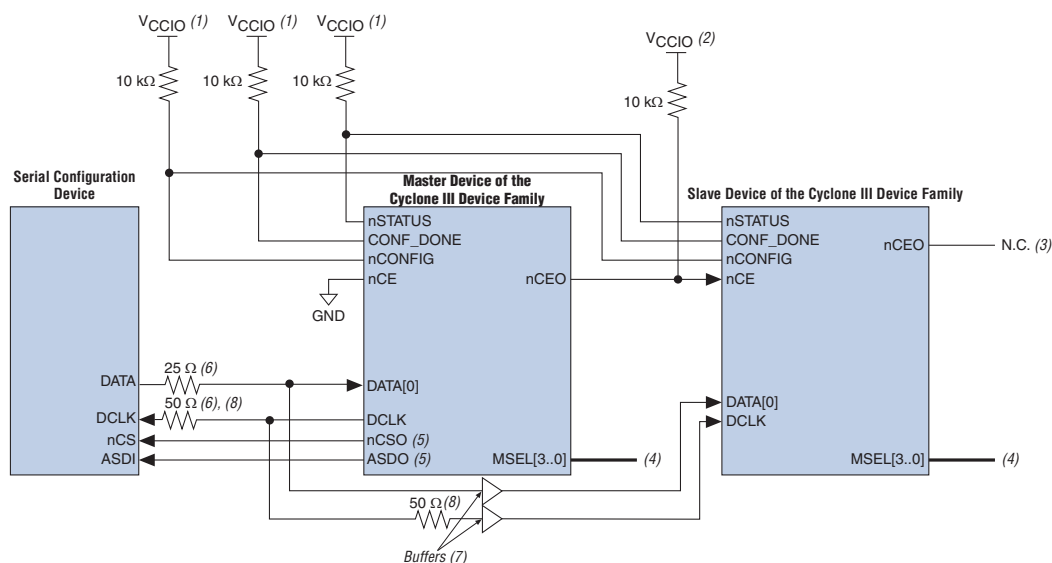 VCCIO (1)
VCCIO (1)
VCCIO (1)
VCCIO (2)
10 kΩ
10 kΩ
10 kΩ
10 kΩ
Serial Configuration
Device
Master Device of the
Cyclone III Device Family
Slave Device of the Cyclone III Device Family
nSTATUS
CONF_DONE
nCONFIG
nCE
nCEO
GND
nSTATUS
CONF_DONE
nCONFIG
nCE
nCEO
N.C. (3)
DATA
DCLK
nCS
ASDI
25 Ω (6)
50 Ω (6), (8)
DATA[0]
DCLK
nCSO (5)
ASDO (5)
MSEL[3..0]
(4)
DATA[0]
DCLK
MSEL[3..0]
(4)
50 Ω (8)
Buffers (7)